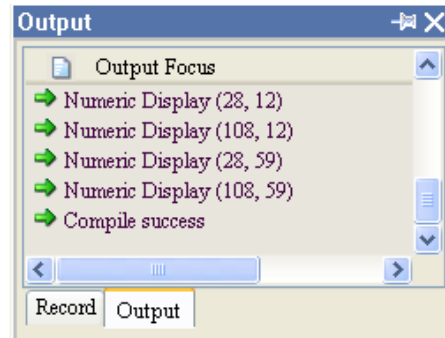 Output
Output Focus
Numeric Display (28, 12)
Numeric Display (108, 12)
Numeric Display (28, 59)
Numeric Display (108, 59)
Compile success
Record
Output